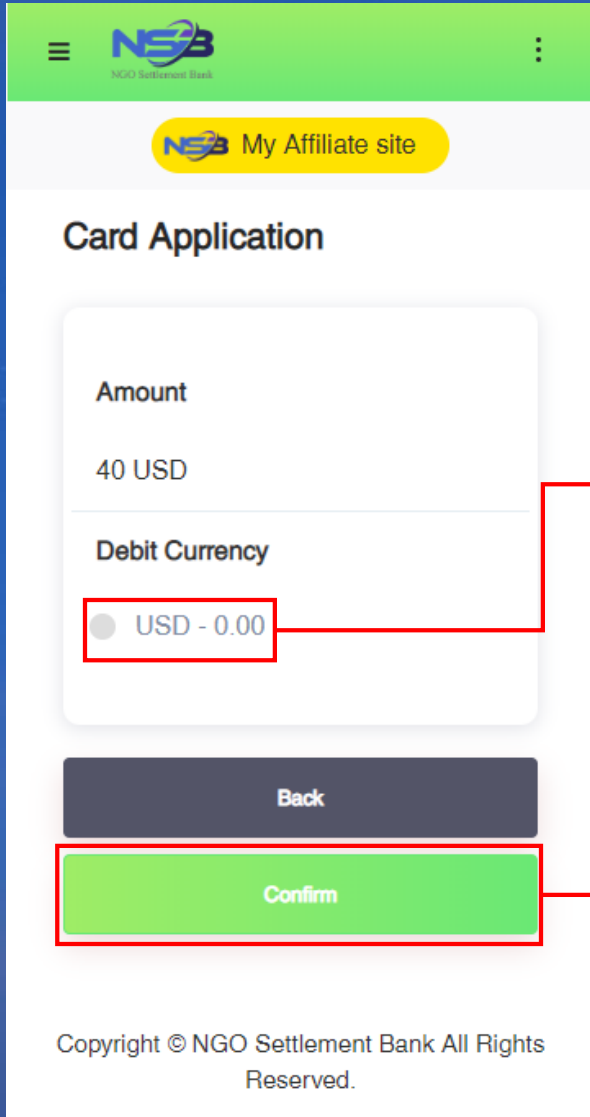 NSB
NGO Settlement Bank
NSB My Affiliate site
Card Application
Amount
40 USD
Debit Currency
USD - 0.00
Back
Confirm
Copyright © NGO Settlement Bank All Rights
Reserved.